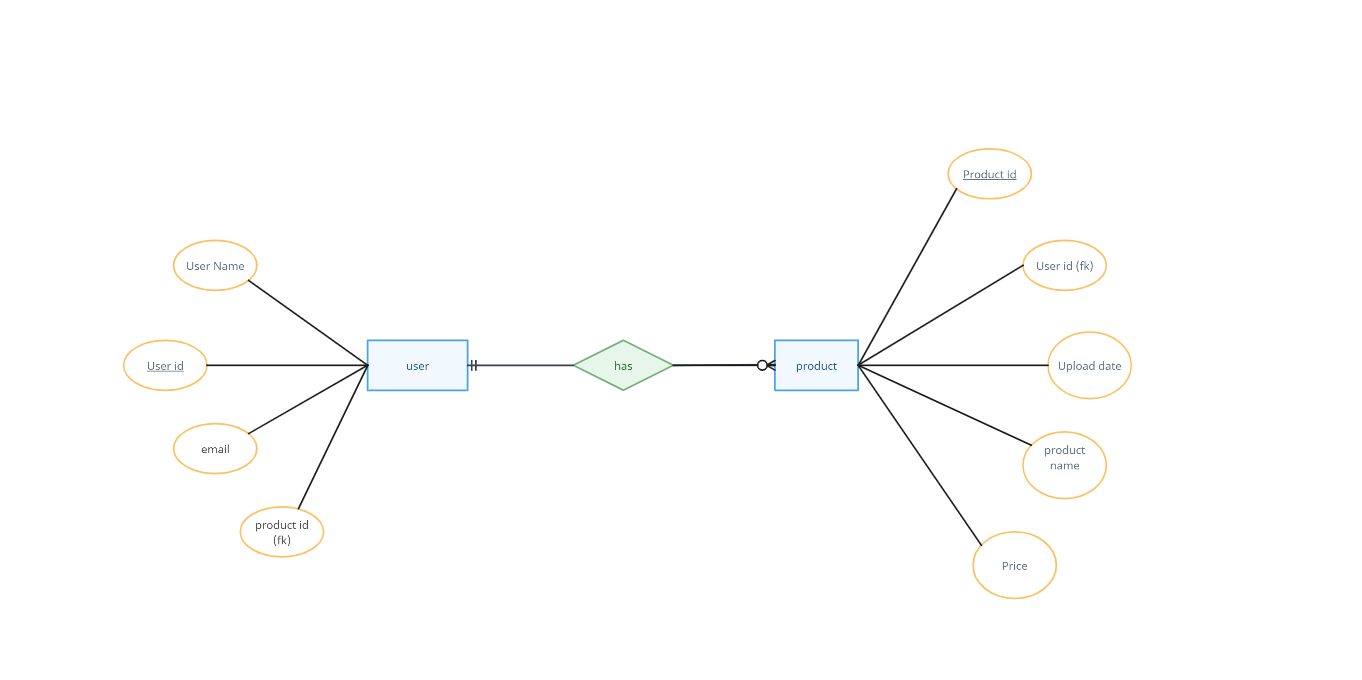 Product id
User Name
User id (fk)
User id
user
has
product
Upload date
email
product
name
product id
(fk)
Price